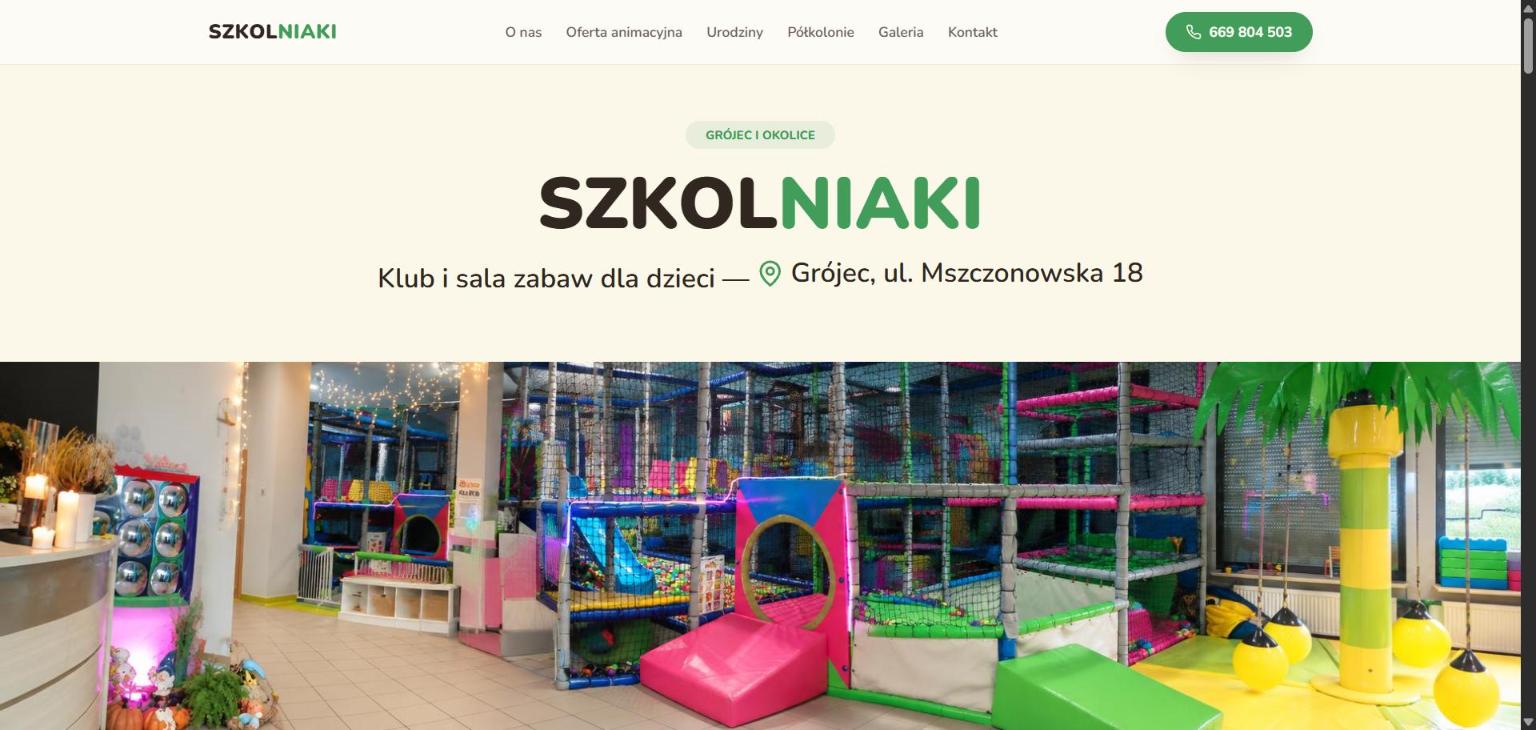 SZKOLNIAKI
O nas
Oferta animacyjna
Urodziny
Półkolonie
Galeria
Kontakt
669 804 503
GRÓJEC I OKOLICE
SZKOLNIAKI
Klub i sala zabaw dla dzieci — Grójec, ul. Mszczonowska 18